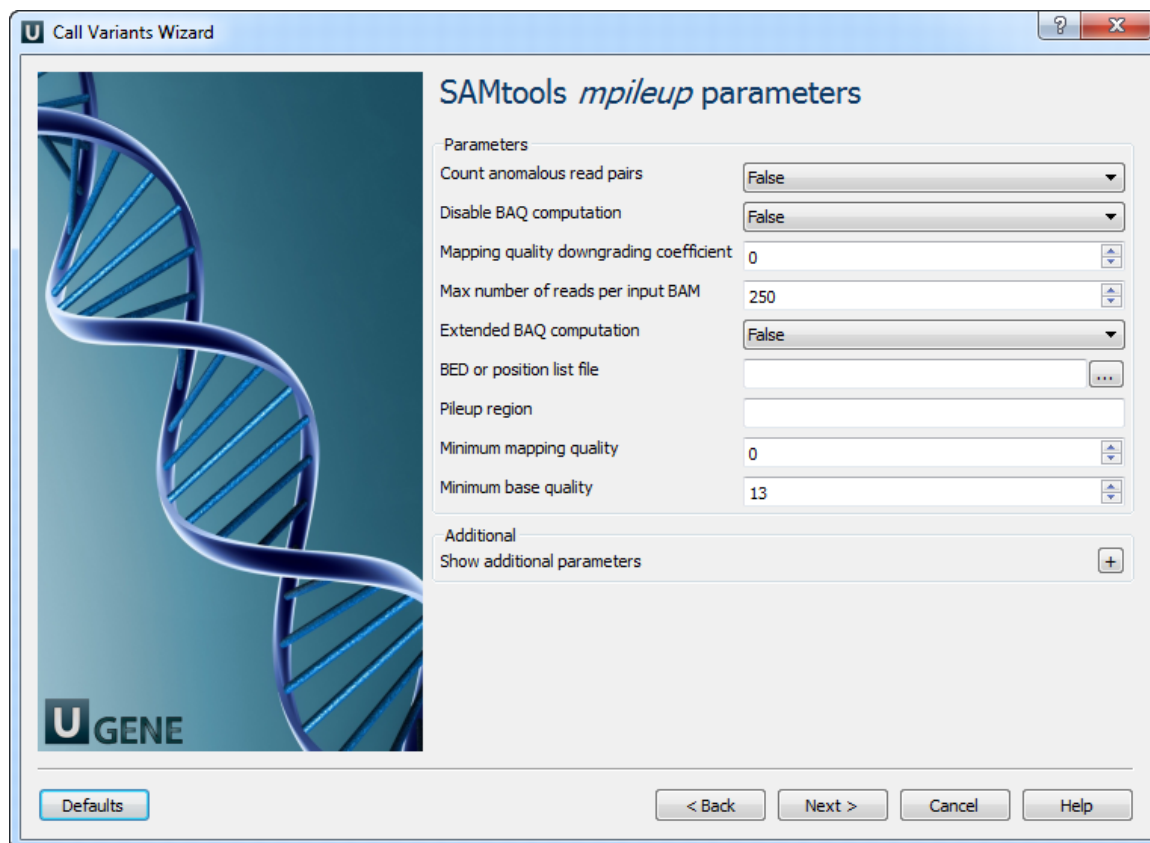 U Call Variants Wizard
?
SAMtools mpileup parameters
Parameters
Count anomalous read pairs False
Disable BAQ computation False
Mapping quality downgrading coefficient 0
Max number of reads per input BAM 250
Extended BAQ computation False
BED or position list file ...
Pileup region
Minimum mapping quality 0
Minimum base quality 13
Additional
Show additional parameters +
U GENE
Defaults < Back Next > Cancel Help